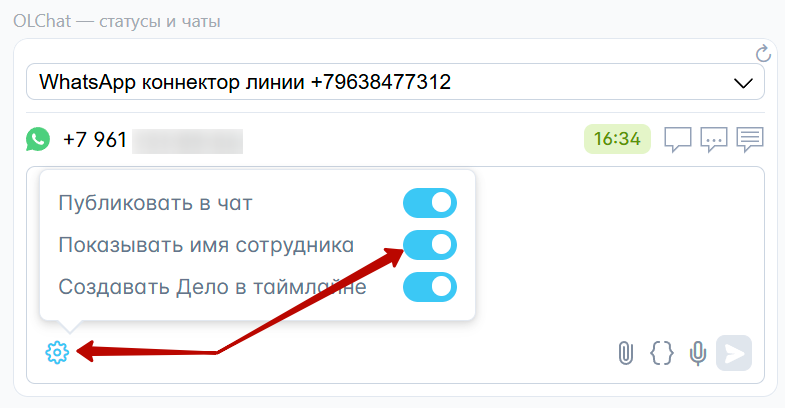 OLChat — статусы и чаты
WhatsApp коннектор линии +79638477312
+7 961
16:34
Публиковать в чат
Показывать имя сотрудника
Создавать Дело в таймлайне